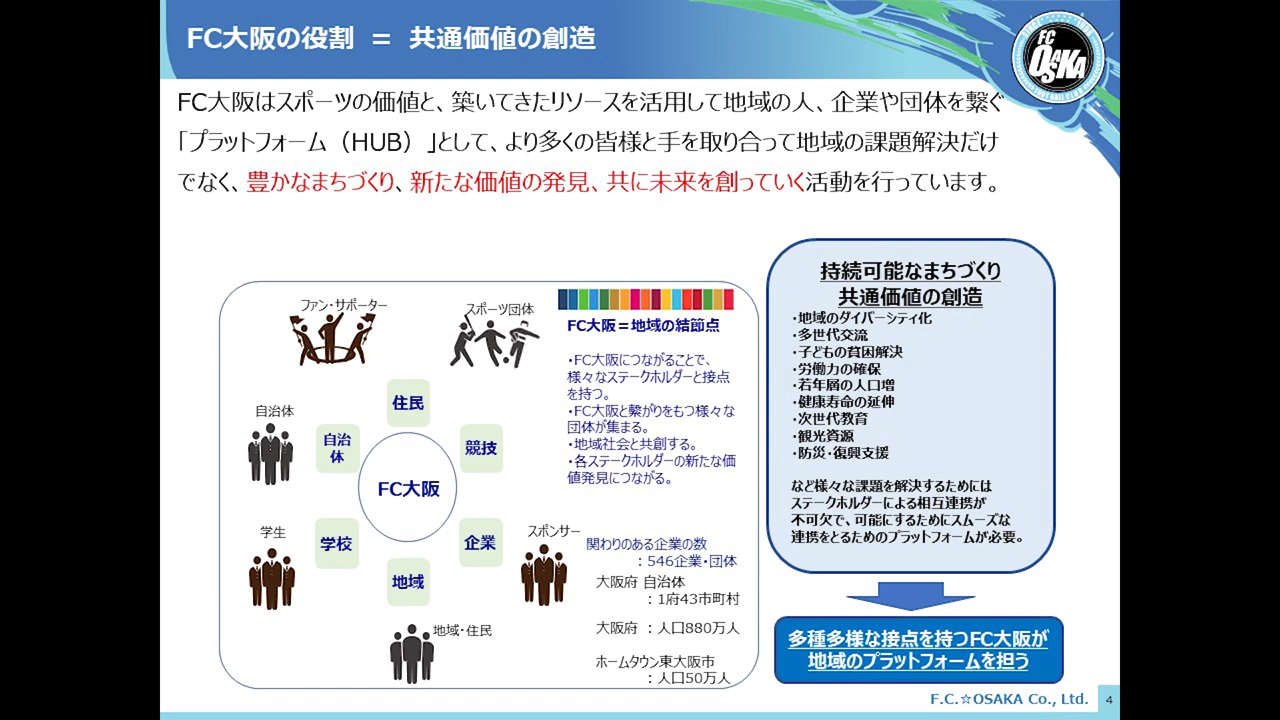 FC大阪の役割 ＝ 共通価値の創造
FC OSAKA
FC大阪はスポーツの価値と、築いてきたリソースを活用して地域の人、企業や団体を繋ぐ
「プラットフォーム（HUB）」として、より多くの皆様と手を取り合って地域の課題解決だけ
でなく、豊かなまちづくり、新たな価値の発見、共に未来を創っていく活動を行っています。
ファン・サポーター
スポーツ団体
自治体
住民
自治
体
競技
FC大阪
学生
学校
企業
スポンサー
地域
地域・住民
FC大阪＝地域の結節点
・FC大阪につながることで、
様々なステークホルダーと接点
を持つ。
・FC大阪と繋がりをもつ様々な
団体が集まる。
・地域社会と共創する。
・各ステークホルダーの新たな価
値発見につながる。
関わりのある企業の数
：546企業・団体
大阪府 自治体
：1府43市町村
大阪府 ：人口880万人
ホームタウン東大阪市
：人口50万人
持続可能なまちづくり
共通価値の創造
・地域のダイバーシティ化
・多世代交流
・子どもの貧困解決
・労働力の確保
・若年層の人口増
・健康寿命の延伸
・次世代教育
・観光資源
・防災・復興支援
など様々な課題を解決するためには
ステークホルダーによる相互連携が
不可欠で、可能にするためにスムーズな
連携をとるためのプラットフォームが必要。
多種多様な接点を持つFC大阪が
地域のプラットフォームを担う
F.C.☆OSAKA Co., Ltd.
4